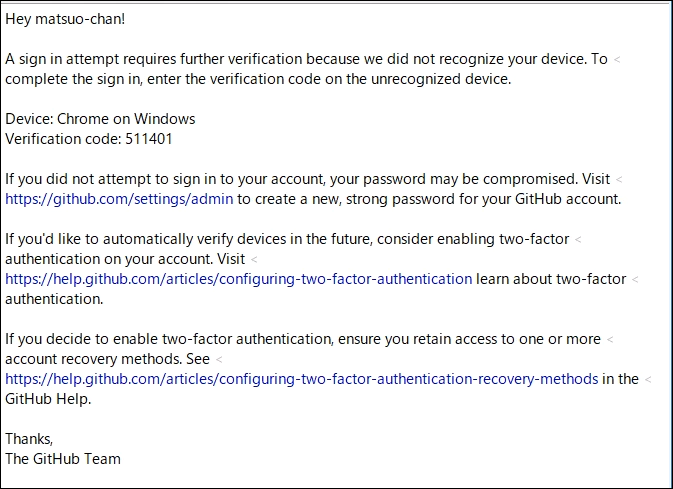 Hey matsuo-chan!
A sign in attempt requires further verification because we did not recognize your device. To <
complete the sign in, enter the verification code on the unrecognized device.
Device: Chrome on Windows
Verification code: 511401
If you did not attempt to sign in to your account, your password may be compromised. Visit <
https://github.com/settings/admin to create a new, strong password for your GitHub account.
If you'd like to automatically verify devices in the future, consider enabling two-factor <
authentication on your account. Visit <
https://help.github.com/articles/configuring-two-factor-authentication learn about two-factor <
authentication.
If you decide to enable two-factor authentication, ensure you retain access to one or more <
account recovery methods. See <
https://help.github.com/articles/configuring-two-factor-authentication-recovery-methods in the <
GitHub Help.
Thanks,
The GitHub Team